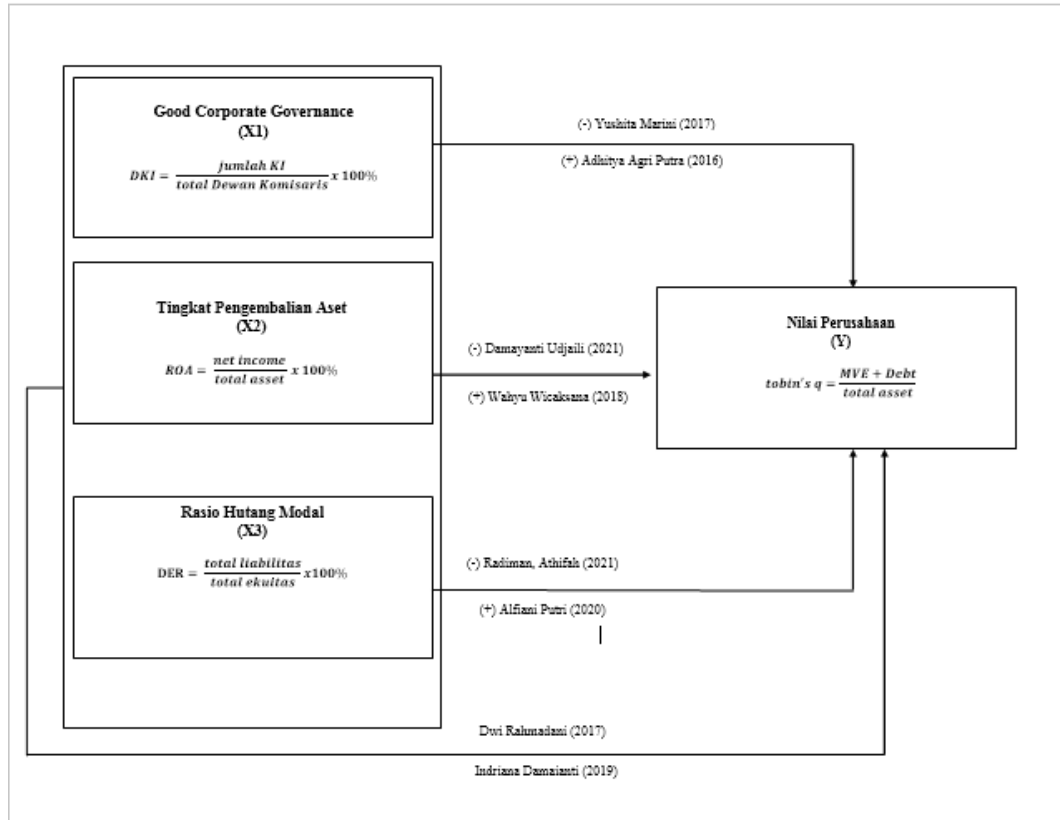 Good Corporate Governance
(X1)
DKI = jumlah KI / total Dewan Komisaris x 100%
(-) Yushita Marini (2017)
(+) Adhitya Agri Putra (2016)
Tingkat Pengembalian Aset
(X2)
ROA = net income / total asset x 100%
(-) Damayanti Udjaili (2021)
(+) Wahyu Wicaksana (2018)
Nilai Perusahaan
(Y)
tobin's q = MVE + Debt / total asset
Rasio Hutang Modal
(X3)
DER = total liabilitas / total ekuitas x100%
(-) Radiman, Athifah (2021)
(+) Alfiani Putri (2020)
Dwi Rahmadani (2017)
Indriana Damaianti (2019)